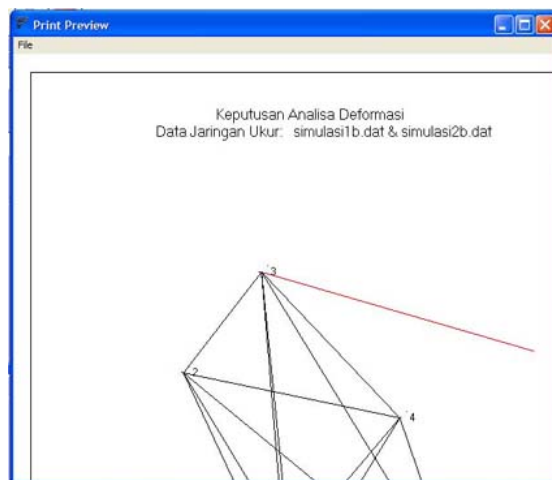 Print Preview
File
Keputusan Analisa Deformasi
Data Jaringan Ukur: simulasi1b.dat & simulasi2b.dat
3
2
4